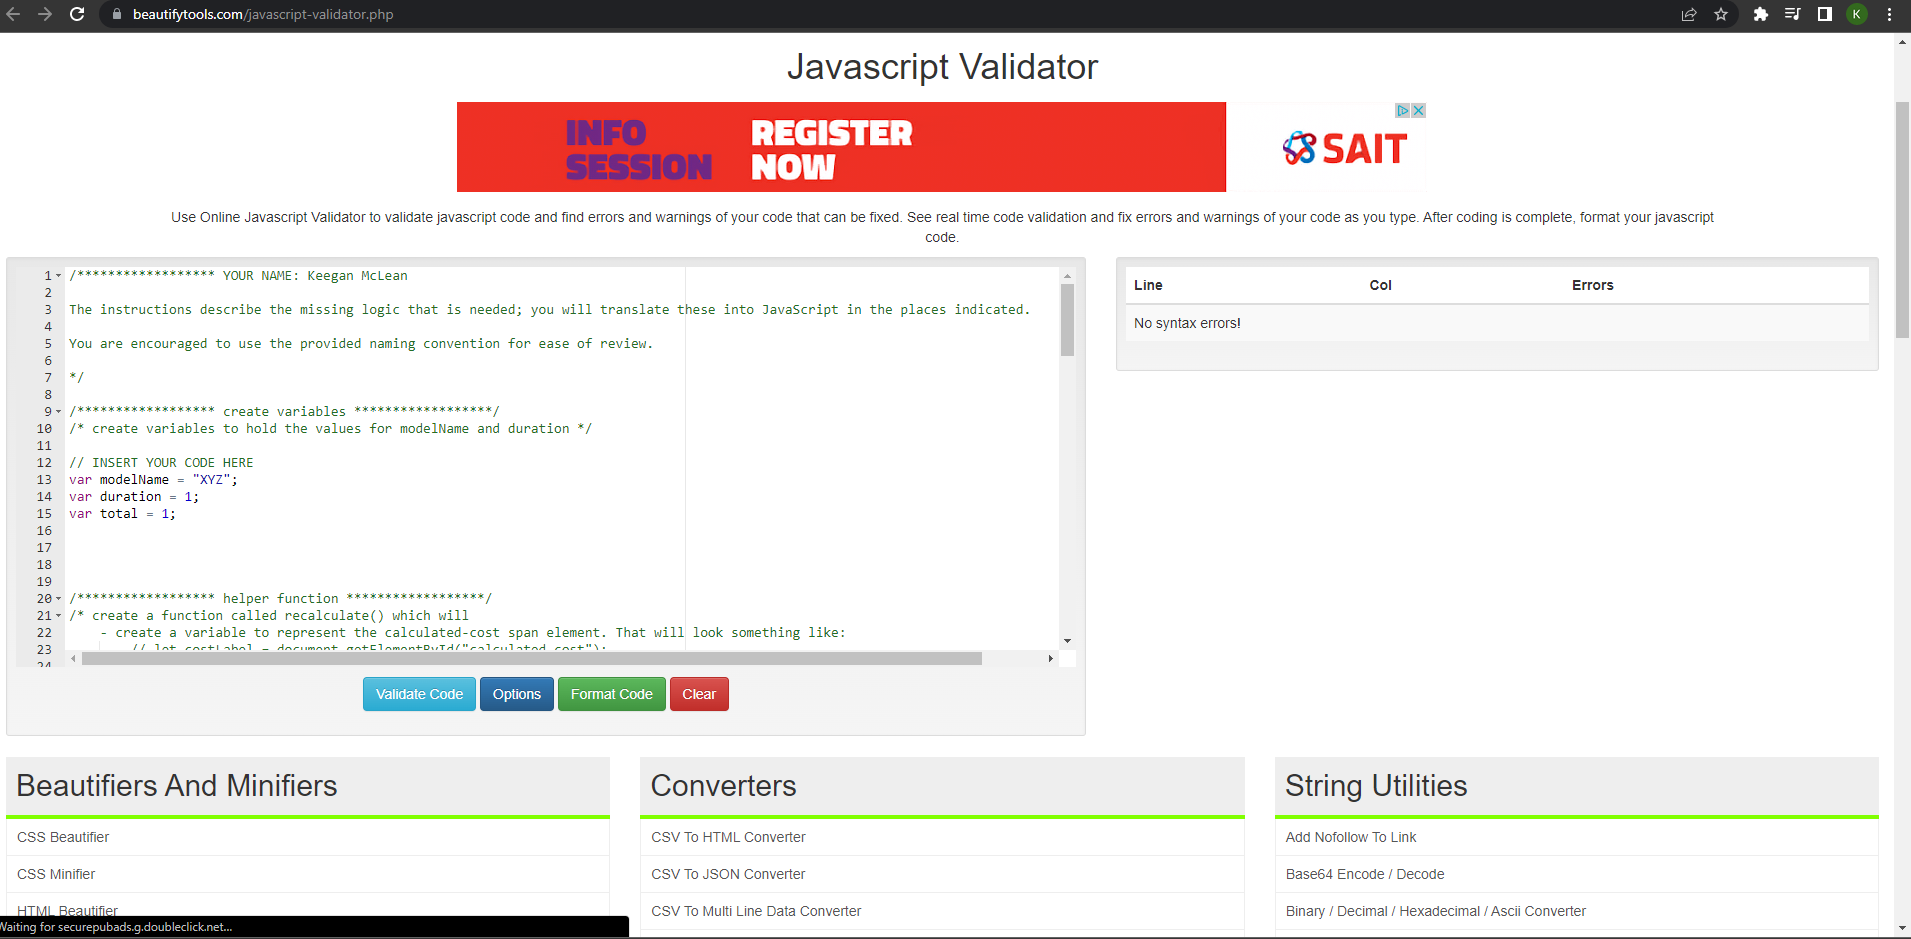 beautifytools.com/javascript-validator.php
K
Javascript Validator
INFO SESSION
REGISTER NOW
SAIT
Use Online Javascript Validator to validate javascript code and find errors and warnings of your code that can be fixed. See real time code validation and fix errors and warnings of your code as you type. After coding is complete, format your javascript
code.
1 /****************** YOUR NAME: Keegan McLean
2
3 The instructions describe the missing logic that is needed; you will translate these into JavaScript in the places indicated.
4
5 You are encouraged to use the provided naming convention for ease of review.
6
7 */
8
9 /****************** create variables ******************/
10 /* create variables to hold the values for modelName and duration */
11
12 // INSERT YOUR CODE HERE
13 var modelName = "XYZ";
14 var duration = 1;
15 var total = 1;
16
17
18
19
20 /****************** helper function ******************/
21 /* create a function called recalculate() which will
22 - create a variable to represent the calculated-cost span element. That will look something like:
23 // let costLabel = document.getElementById("calculated-cost");
24
Line Col Errors
No syntax errors!
Validate Code Options Format Code Clear
Beautifiers And Minifiers
CSS Beautifier
CSS Minifier
HTML Beautifier
Converters
CSV To HTML Converter
CSV To JSON Converter
CSV To Multi Line Data Converter
String Utilities
Add Nofollow To Link
Base64 Encode / Decode
Binary / Decimal / Hexadecimal / Ascii Converter
Waiting for securepubads.g.doubleclick.net...